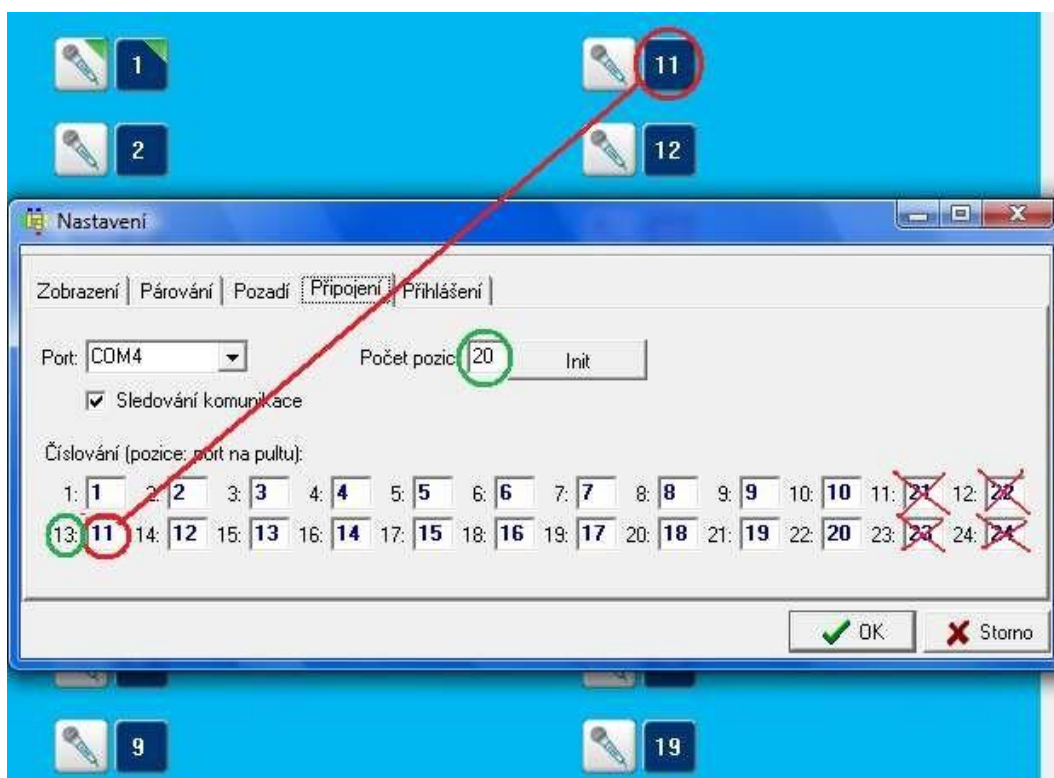 1 11
2 12
Nastavení
Zobrazení Párování Pozadí Připojení Přihlášení
Port: COM4 Počet pozic 20 Init
Sledování komunikace
Číslování (pozice: port na pultu):
1: 1 2: 2 3: 3 4: 4 5: 5 6: 6 7: 7 8: 8 9: 9 10: 10 11: 21 12: 22
13: 11 14: 12 15: 13 16: 14 17: 15 18: 16 19: 17 20: 18 21: 19 22: 20 23: 23 24: 24
OK Storno
9 19